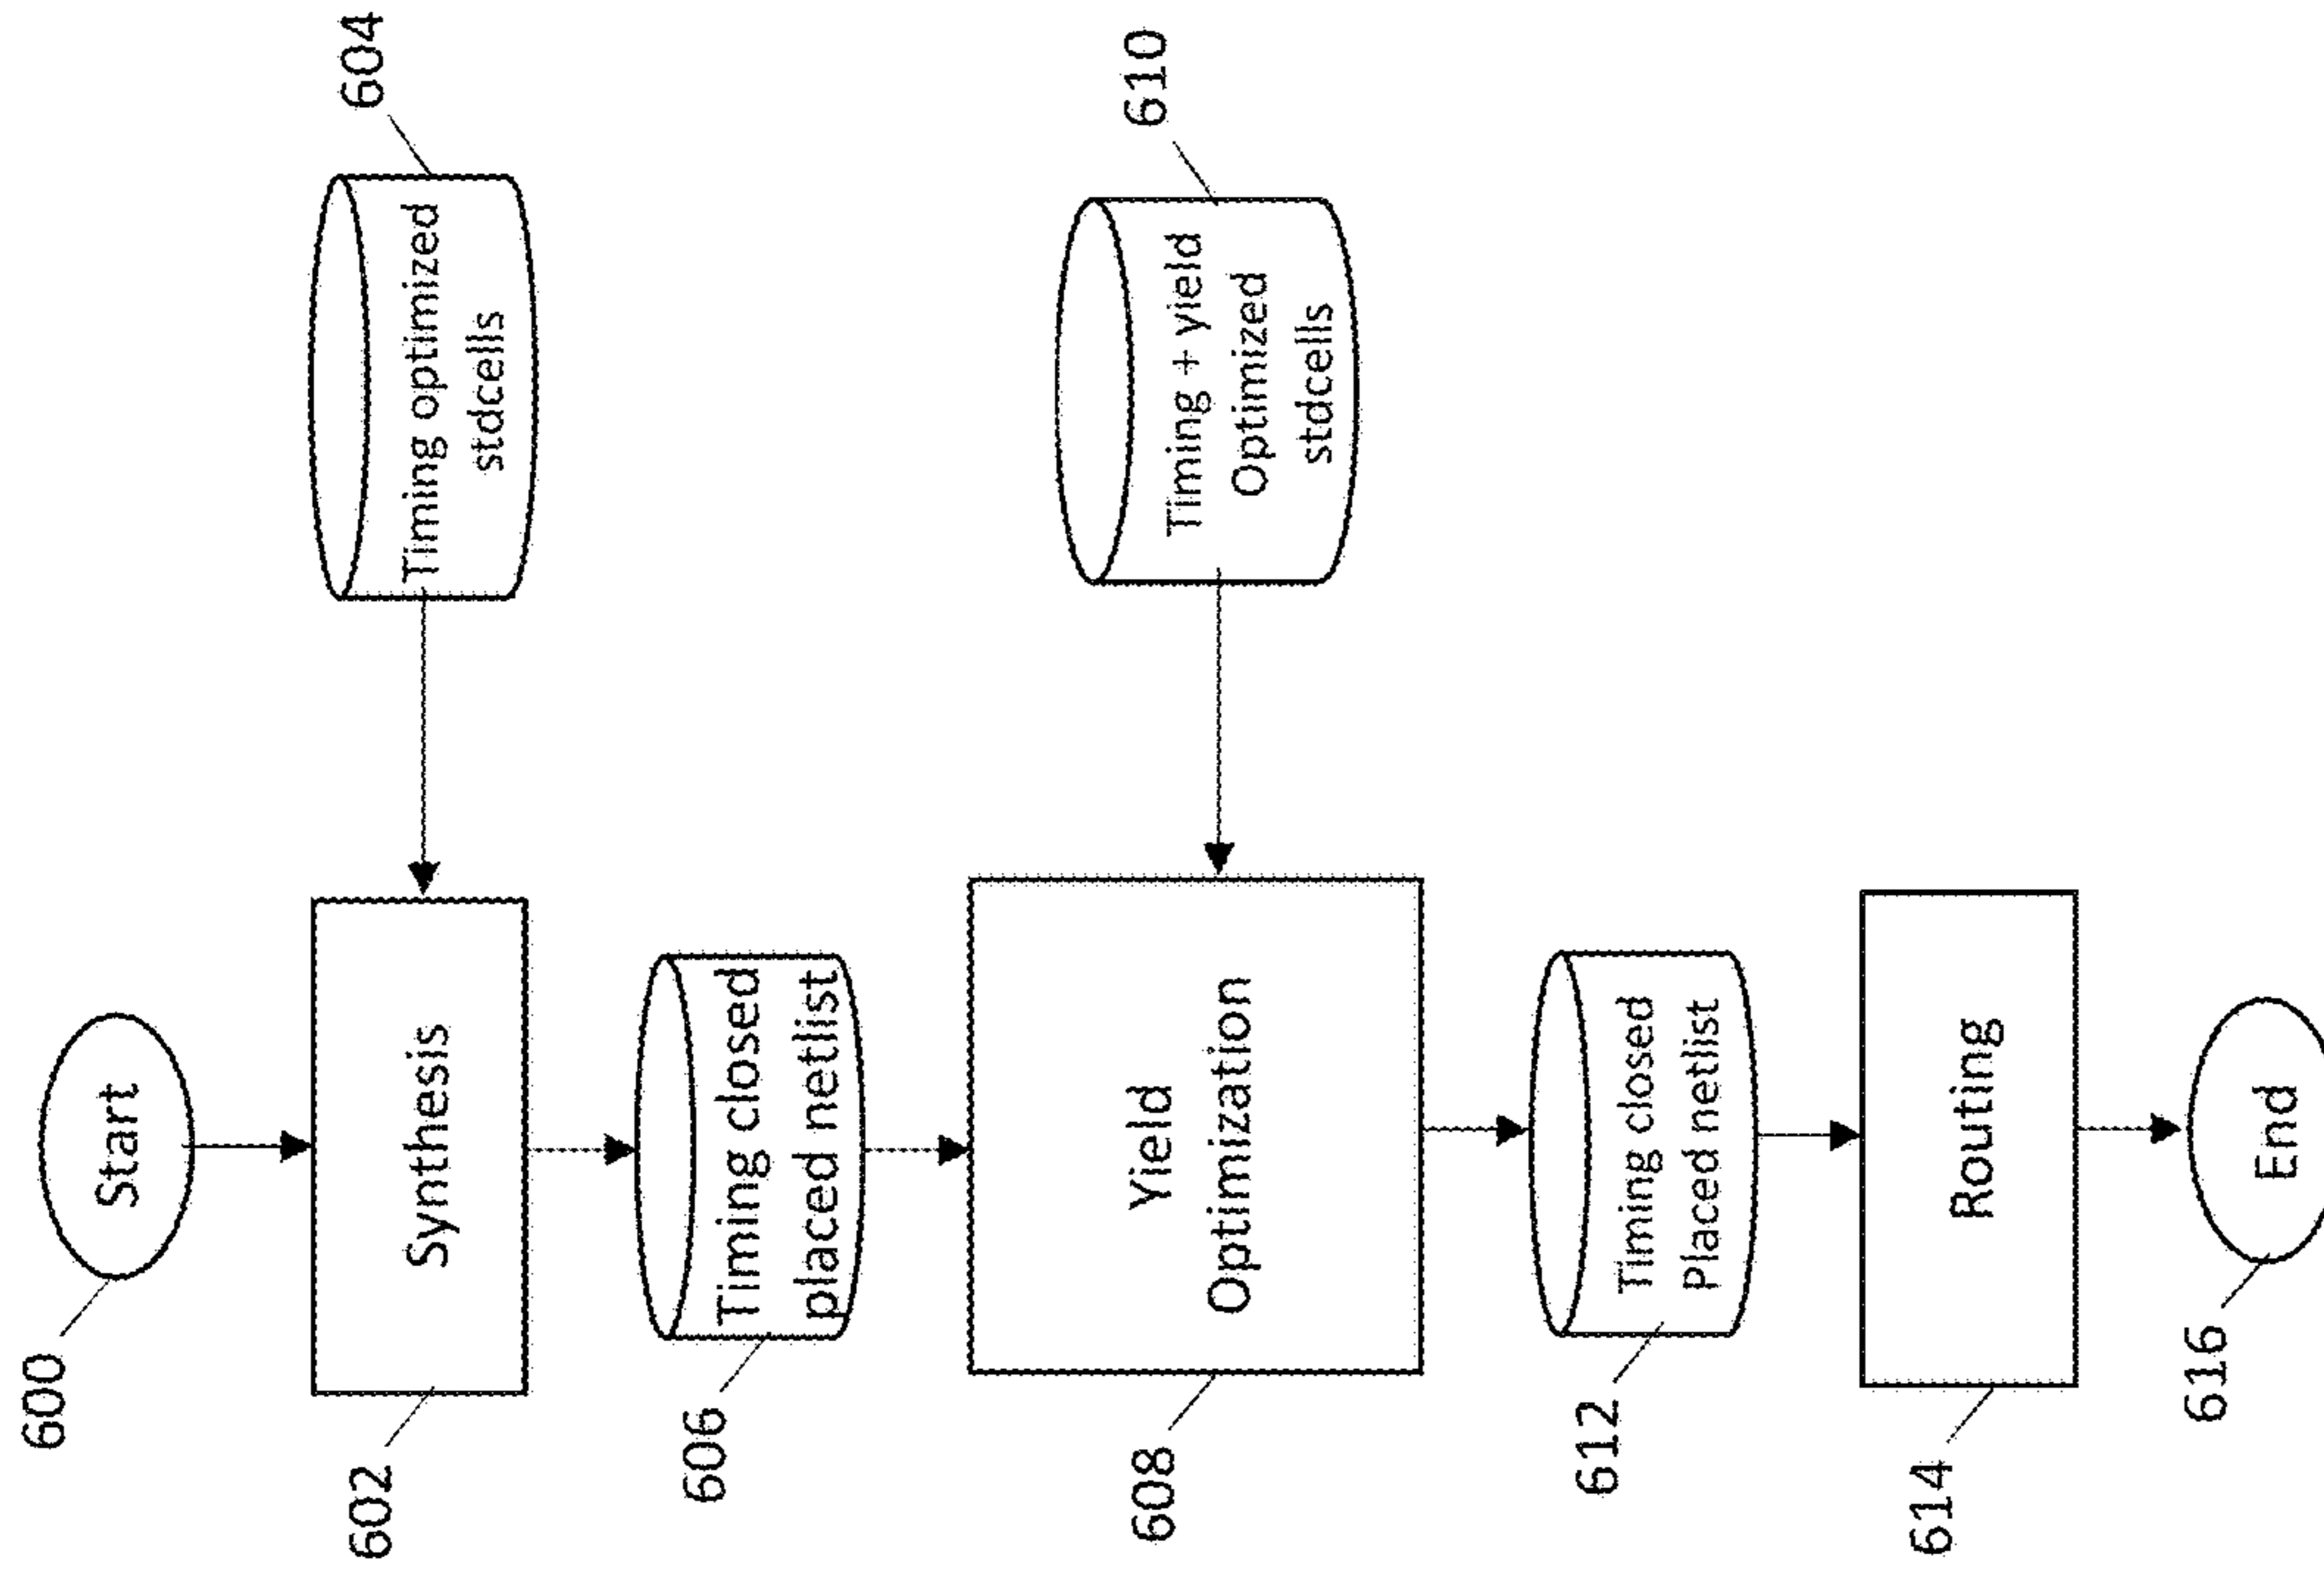 600
Start
602
Synthesis
604
Timing optimized
stdcells
606
Timing closed
placed netlist
608
Yield
Optimization
610
Timing + yield
Optimized
stdcells
612
Timing closed
Placed netlist
614
Routing
616
End